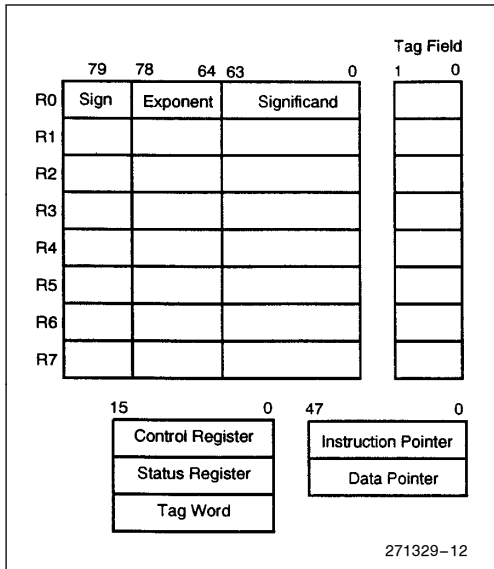 Tag Field
79 78 64 63 0 1 0
R0 Sign Exponent Significand
R1
R2
R3
R4
R5
R6
R7
15 0 47 0
Control Register Instruction Pointer
Status Register Data Pointer
Tag Word
271329–12